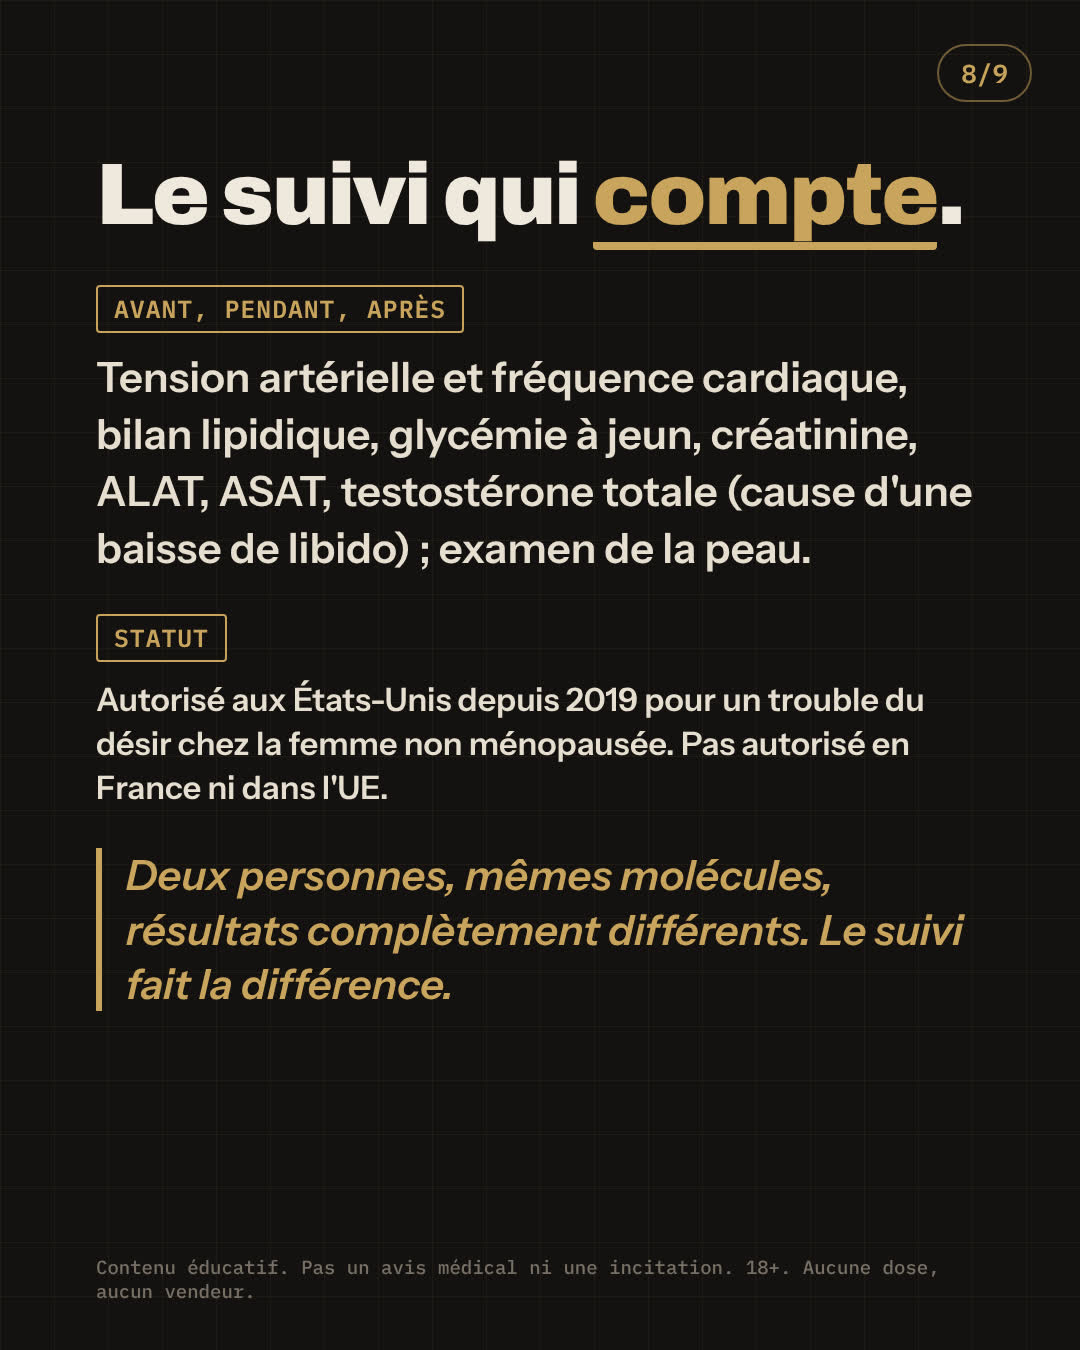 8/9
Le suivi qui compte.
AVANT, PENDANT, APRÈS
Tension artérielle et fréquence cardiaque,
bilan lipidique, glycémie à jeun, créatinine,
ALAT, ASAT, testostérone totale (cause d'une
baisse de libido) ; examen de la peau.
STATUT
Autorisé aux États-Unis depuis 2019 pour un trouble du
désir chez la femme non ménopausée. Pas autorisé en
France ni dans l'UE.
Deux personnes, mêmes molécules,
résultats complètement différents. Le suivi
fait la différence.
Contenu éducatif. Pas un avis médical ni une incitation. 18+. Aucune dose,
aucun vendeur.